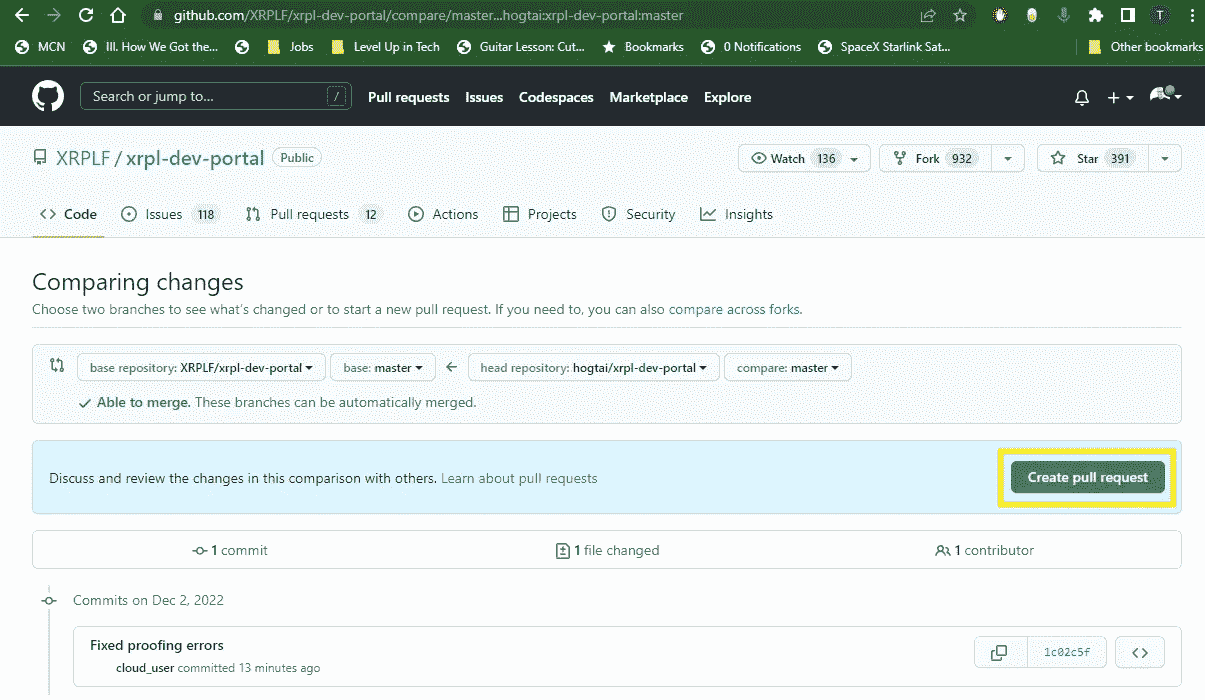 github.com/XRPLF/xrpl-dev-portal/compare/master...hogtai:xrpl-dev-portal:master
T
MCN III. How We Got the... Jobs Level Up in Tech Guitar Lesson: Cut... Bookmarks 0 Notifications SpaceX Starlink Sat... Other bookmarks
Search or jump to... / Pull requests Issues Codespaces Marketplace Explore
XRPLF / xrpl-dev-portal Public Watch 136 Fork 932 Star 391
Code Issues 118 Pull requests 12 Actions Projects Security Insights
Comparing changes
Choose two branches to see what's changed or to start a new pull request. If you need to, you can also compare across forks.
base repository: XRPLF/xrpl-dev-portal base: master head repository: hogtai/xrpl-dev-portal compare: master
Able to merge. These branches can be automatically merged.
Discuss and review the changes in this comparison with others. Learn about pull requests Create pull request
1 commit 1 file changed 1 contributor
Commits on Dec 2, 2022
Fixed proofing errors
cloud_user committed 13 minutes ago 1c02c5f